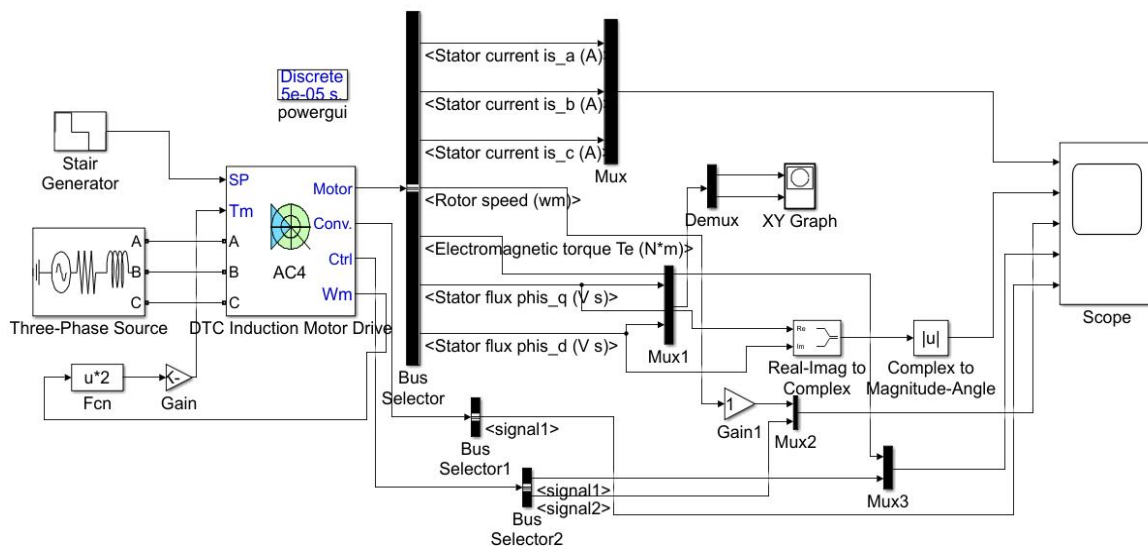 <Stator current is_a (A)>
Discrete
5e-05 s.
powergui
<Stator current is_b (A)>
Stair
Generator
<Stator current is_c (A)>
Mux
SP
Motor
<Rotor speed (wm)>
Demux
XY Graph
Tm
Conv.
A
A
<Electromagnetic torque Te (N*m)>
Ctrl
B
B
AC4
Wm
<Stator flux phis_q (V s)>
C
C
Three-Phase Source
DTC Induction Motor Drive
Scope
Re
Im
<Stator flux phis_d (V s)>
Mux1
|u|
Real-Imag to
Complex
Complex to
Magnitude-Angle
u*2
K-
Fcn
Gain
Bus
Selector
1
Gain1
Mux2
<signal1>
Bus
Selector1
Mux3
<signal1>
<signal2>
Bus
Selector2